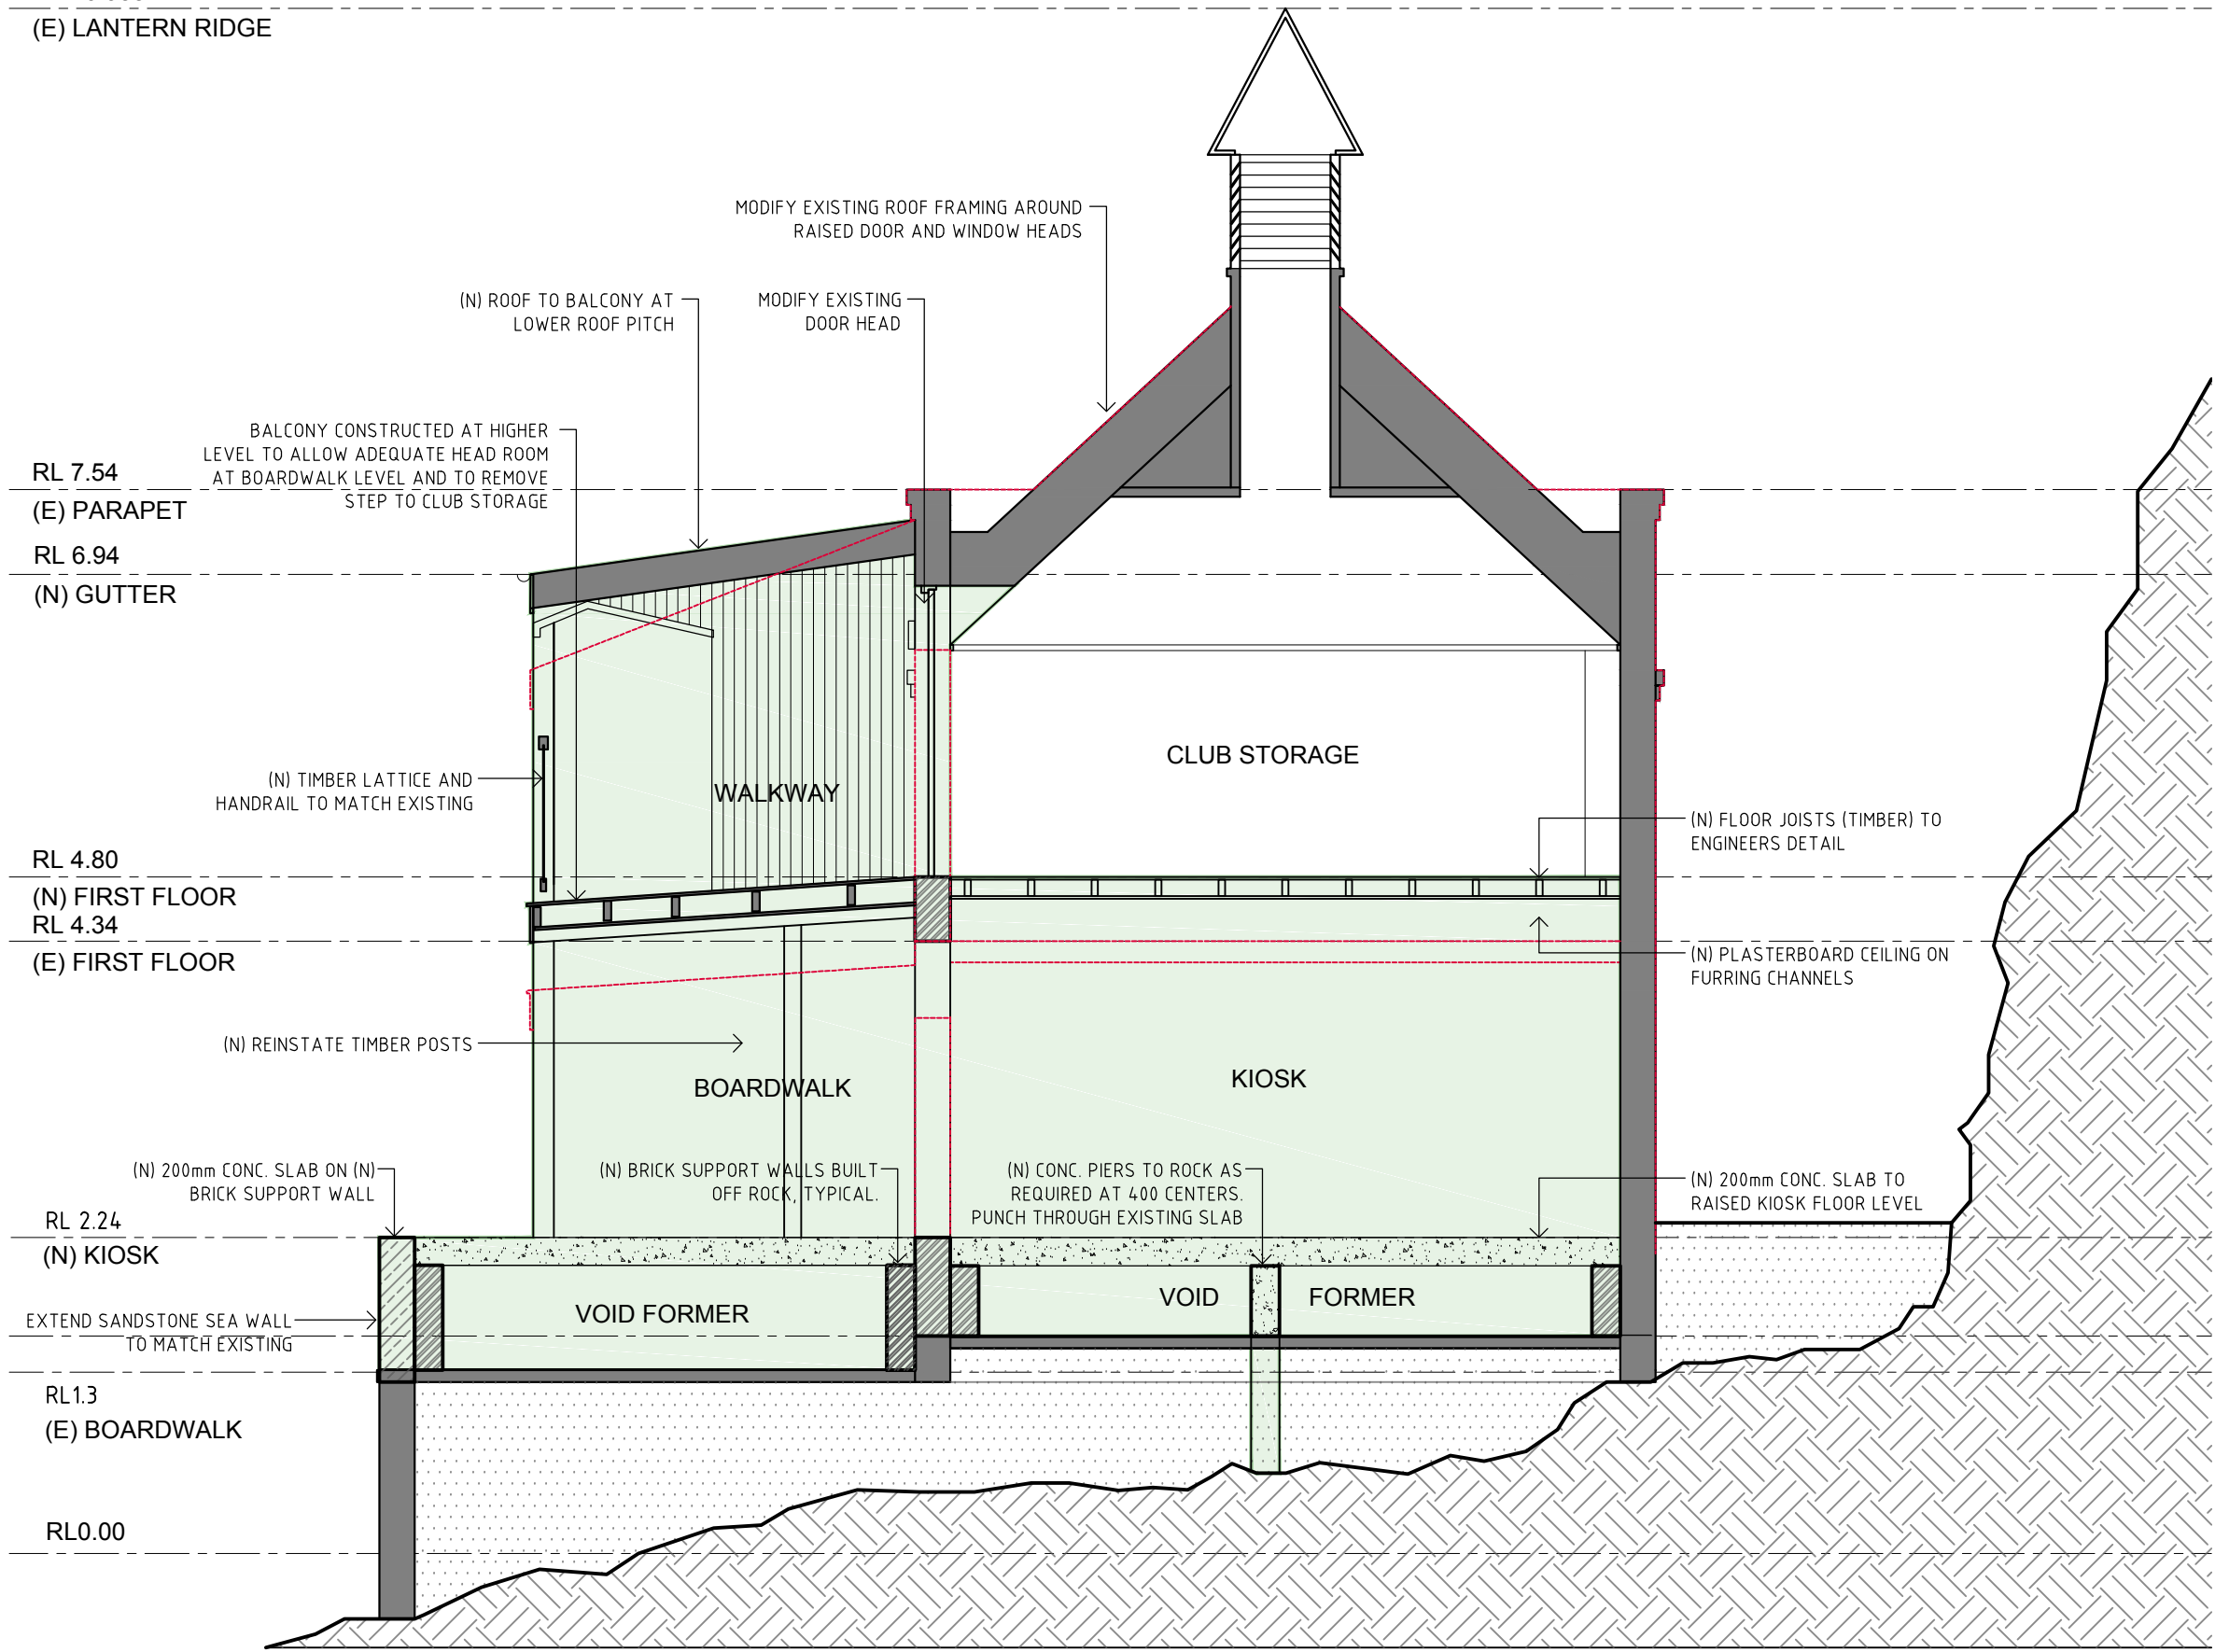 (E) LANTERN RIDGE
MODIFY EXISTING ROOF FRAMING AROUND
RAISED DOOR AND WINDOW HEADS
(N) ROOF TO BALCONY AT
LOWER ROOF PITCH
MODIFY EXISTING
DOOR HEAD
BALCONY CONSTRUCTED AT HIGHER
LEVEL TO ALLOW ADEQUATE HEAD ROOM
AT BOARDWALK LEVEL AND TO REMOVE
STEP TO CLUB STORAGE
RL 7.54
(E) PARAPET
RL 6.94
(N) GUTTER
CLUB STORAGE
(N) TIMBER LATTICE AND
HANDRAIL TO MATCH EXISTING
WALKWAY
(N) FLOOR JOISTS (TIMBER) TO
ENGINEERS DETAIL
RL 4.80
(N) FIRST FLOOR
RL 4.34
(E) FIRST FLOOR
(N) PLASTERBOARD CEILING ON
FURRING CHANNELS
(N) REINSTATE TIMBER POSTS
BOARDWALK
KIOSK
(N) 200mm CONC. SLAB ON (N)
BRICK SUPPORT WALL
(N) BRICK SUPPORT WALLS BUILT
OFF ROCK, TYPICAL.
(N) CONC. PIERS TO ROCK AS
REQUIRED AT 400 CENTERS.
PUNCH THROUGH EXISTING SLAB
(N) 200mm CONC. SLAB TO
RAISED KIOSK FLOOR LEVEL
RL 2.24
(N) KIOSK
VOID FORMER
VOID FORMER
EXTEND SANDSTONE SEA WALL
TO MATCH EXISTING
RL1.3
(E) BOARDWALK
RL0.00